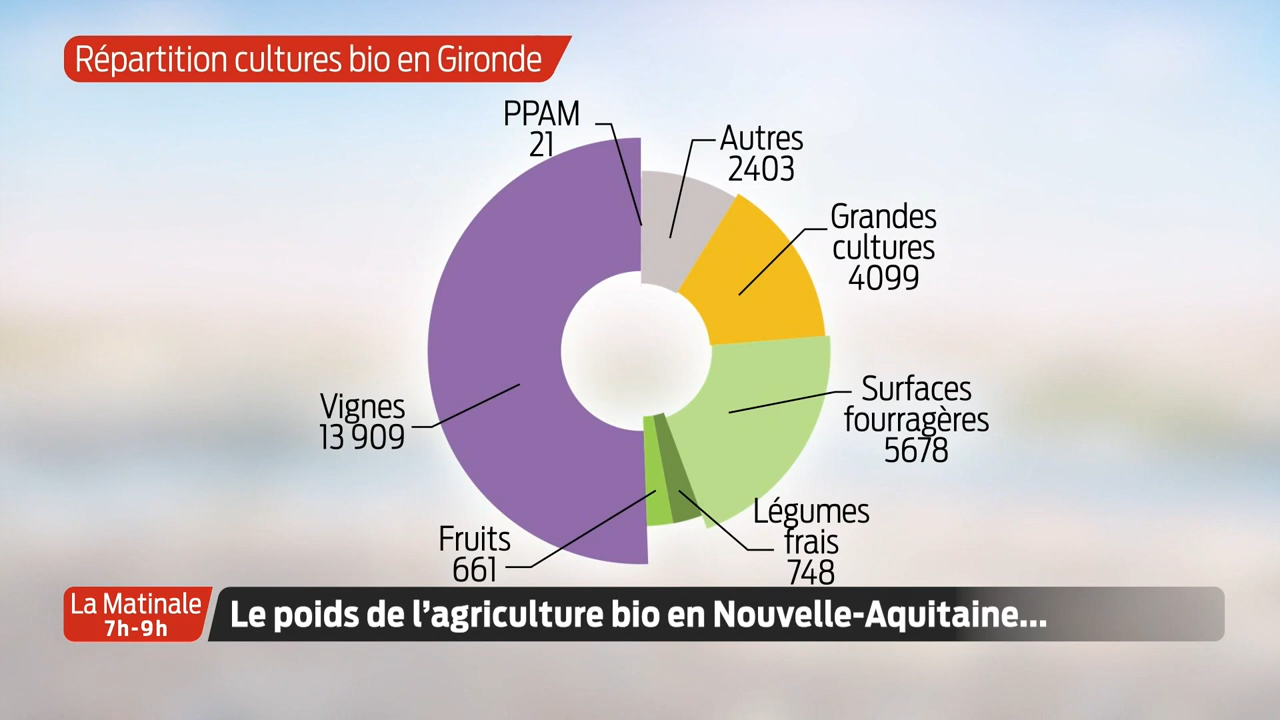 Répartition cultures bio en Gironde
PPAM
21
Autres
2403
Grandes
cultures
4099
Surfaces
fourragères
5678
Vignes
13 909
Légumes
frais
748
Fruits
661
La Matinale
7h-9h
Le poids de l'agriculture bio en Nouvelle-Aquitaine...